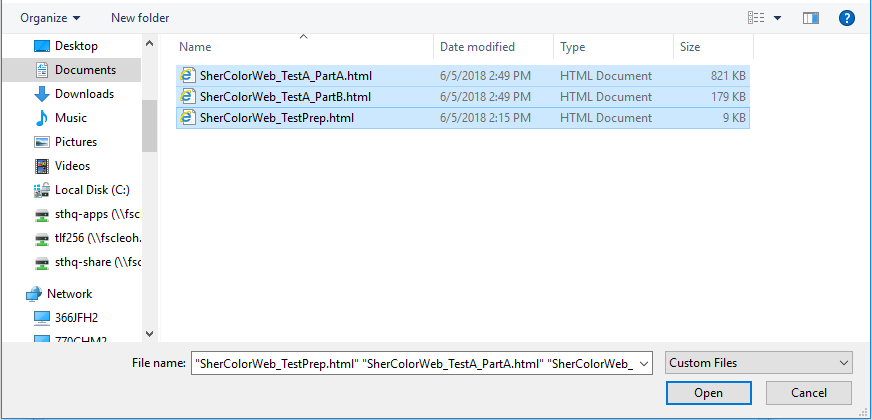 Organize New folder
Name Date modified Type Size
Desktop
Documents
Downloads
Music
Pictures
Videos
Local Disk (C:)
sthq-apps (\\fsc
tlf256 (\\fscleoh.
sthq-share (\\fsc
Network
366JFH2
770CHM2
SherColorWeb_TestA_PartA.html 6/5/2018 2:49 PM HTML Document 821 KB
SherColorWeb_TestA_PartB.html 6/5/2018 2:49 PM HTML Document 179 KB
SherColorWeb_TestPrep.html 6/5/2018 2:15 PM HTML Document 9 KB
File name: "SherColorWeb_TestPrep.html" "SherColorWeb_TestA_PartA.html" "SherColorWeb_ Custom Files
Open Cancel